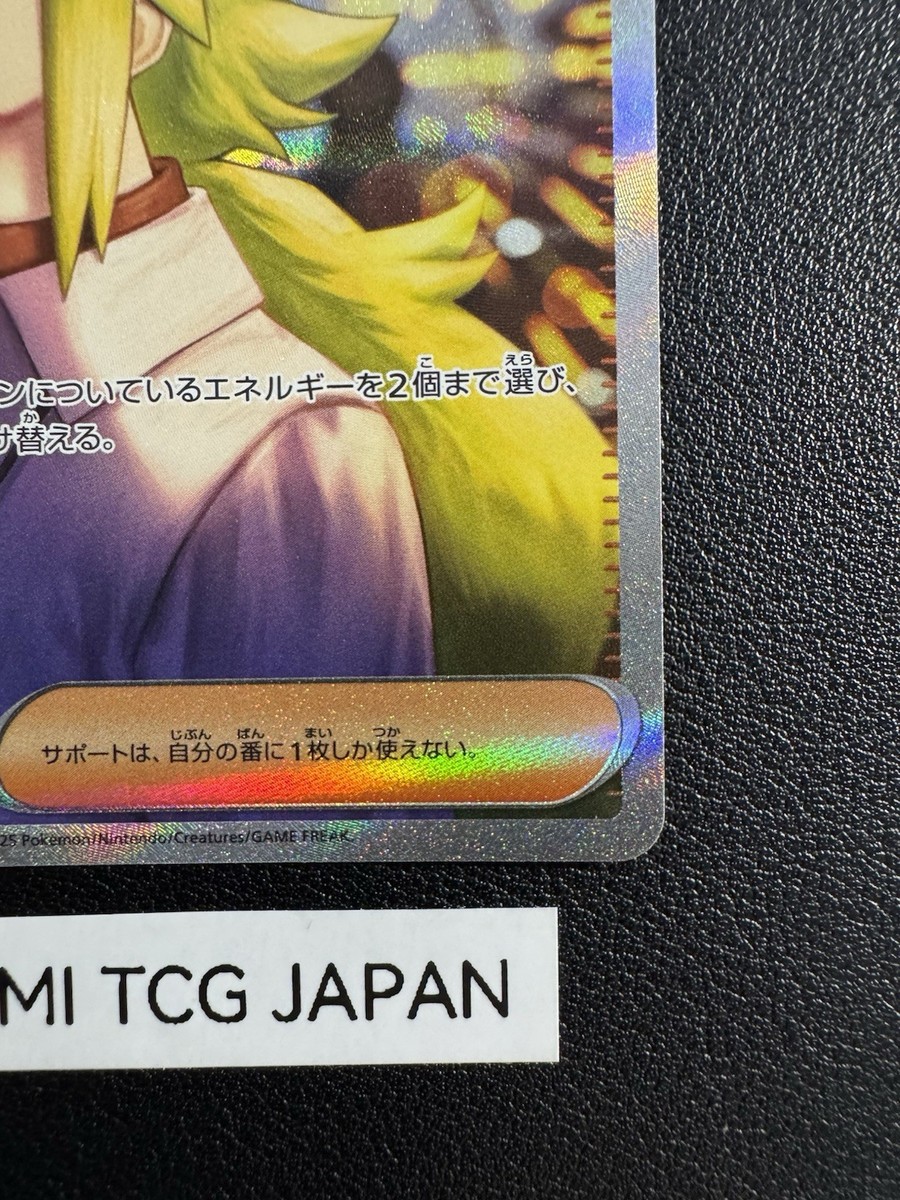 ンについているエネルギーを2個まで選び、
け替える。
サポートは、自分の番に1枚しか使えない。
25 Pokémon/Nintendo/Creatures/GAME FREAK.
MI TCG JAPAN